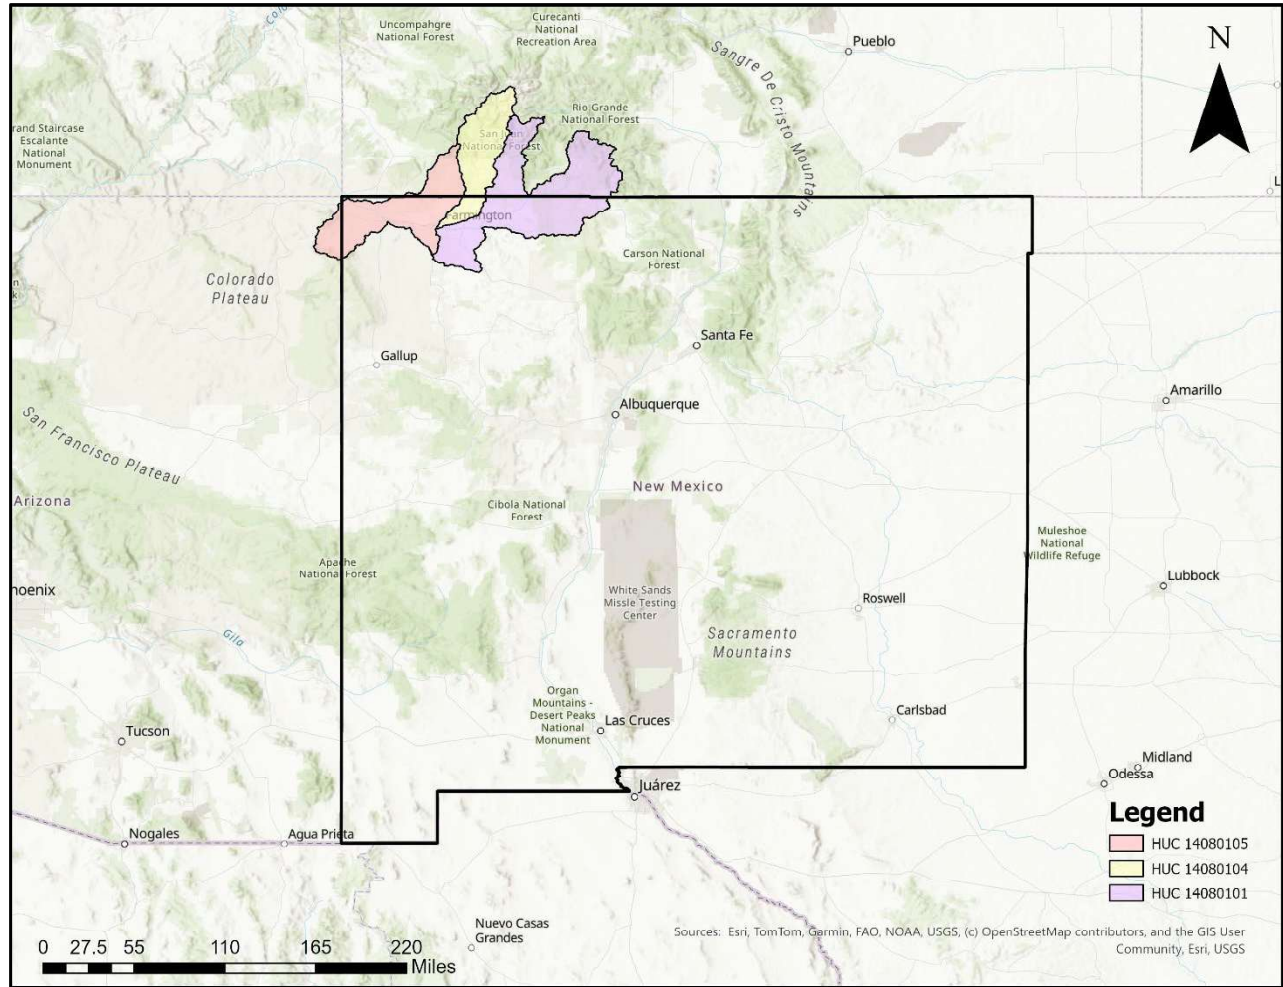 Uncompahgre
National Forest
Curecanti
National
Recreation Area
Pueblo
N
Sangre De Cristo Mountains
rand Staircase
Escalante
National
Monument
San Juan
National Forest
Rio Grande
National Forest
L
Farmington
Carson National
Forest
Colorado
Plateau
Santa Fe
Gallup
Amarillo
Albuquerque
San Francisco Plateau
New Mexico
Arizona
Cibola National
Forest
Muleshoe
National
Wildlife Refuge
Apache
National Forest
hoenix
White Sands
Missle Testing
Center
Lubbock
Roswell
Gila
Sacramento
Mountains
Organ
Mountains -
Desert Peaks
National
Monument
Las Cruces
Carlsbad
Tucson
Midland
Odessa
Juárez
Nogales
Agua Prieta
Legend
HUC 14080105
HUC 14080104
HUC 14080101
Nuevo Casas
Grandes
0 27.5 55 110 165 220
Miles
Sources: Esri, TomTom, Garmin, FAO, NOAA, USGS, (c) OpenStreetMap contributors, and the GIS User
Community, Esri, USGS